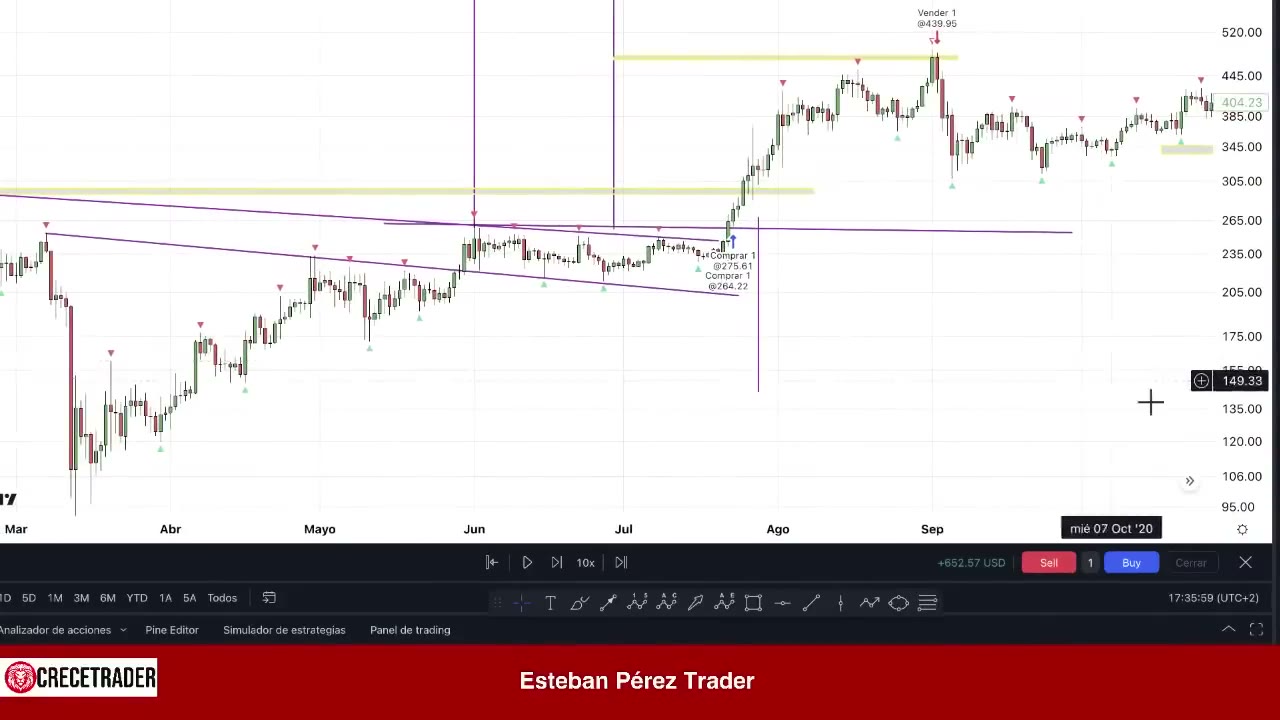 Vender 1
@439.95
520.00
445.00
404.23
385.00
345.00
305.00
265.00
235.00
205.00
175.00
155.00
149.33
135.00
120.00
106.00
95.00
Comprar 1
@275.61
Comprar 1
@264.22
Mar Abr Mayo Jun Jul Ago Sep mié 07 Oct '20
10x +652.57 USD Sell 1 Buy Cerrar
1D 5D 1M 3M 6M YTD 1A 5A Todos 17:35:59 (UTC+2)
Analizador de acciones Pine Editor Simulador de estrategias Panel de trading
CRECETRADER
Esteban Pérez Trader